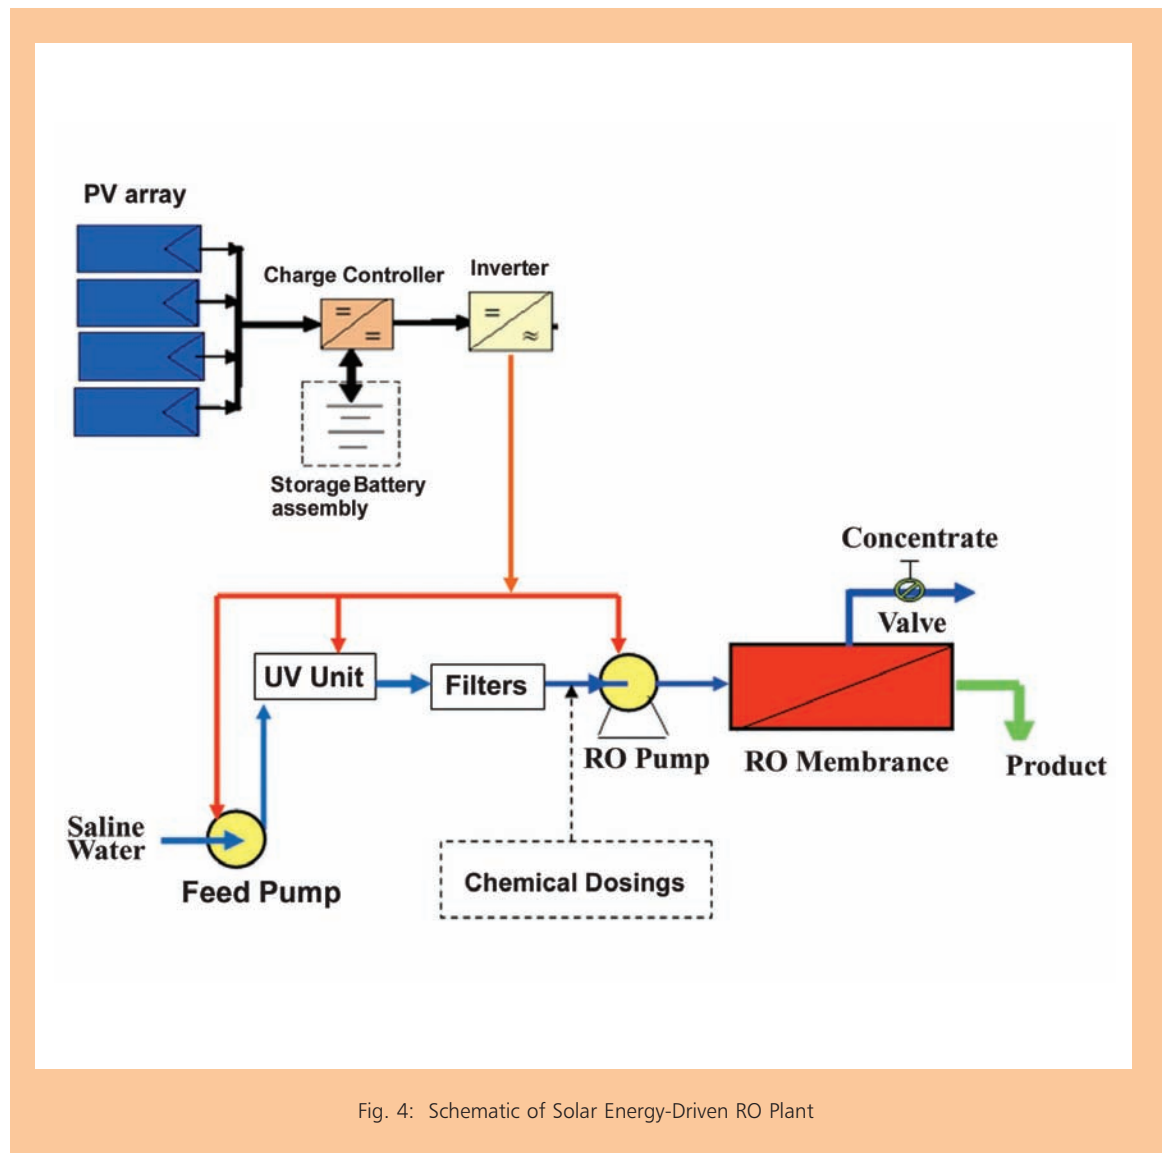 PV array
Charge Controller
Inverter
=
=
=
≈
Storage Battery
assembly
Concentrate
Valve
UV Unit
Filters
RO Pump
RO Membrance
Product
Saline
Water
Feed Pump
Chemical Dosings
Fig. 4: Schematic of Solar Energy-Driven RO Plant